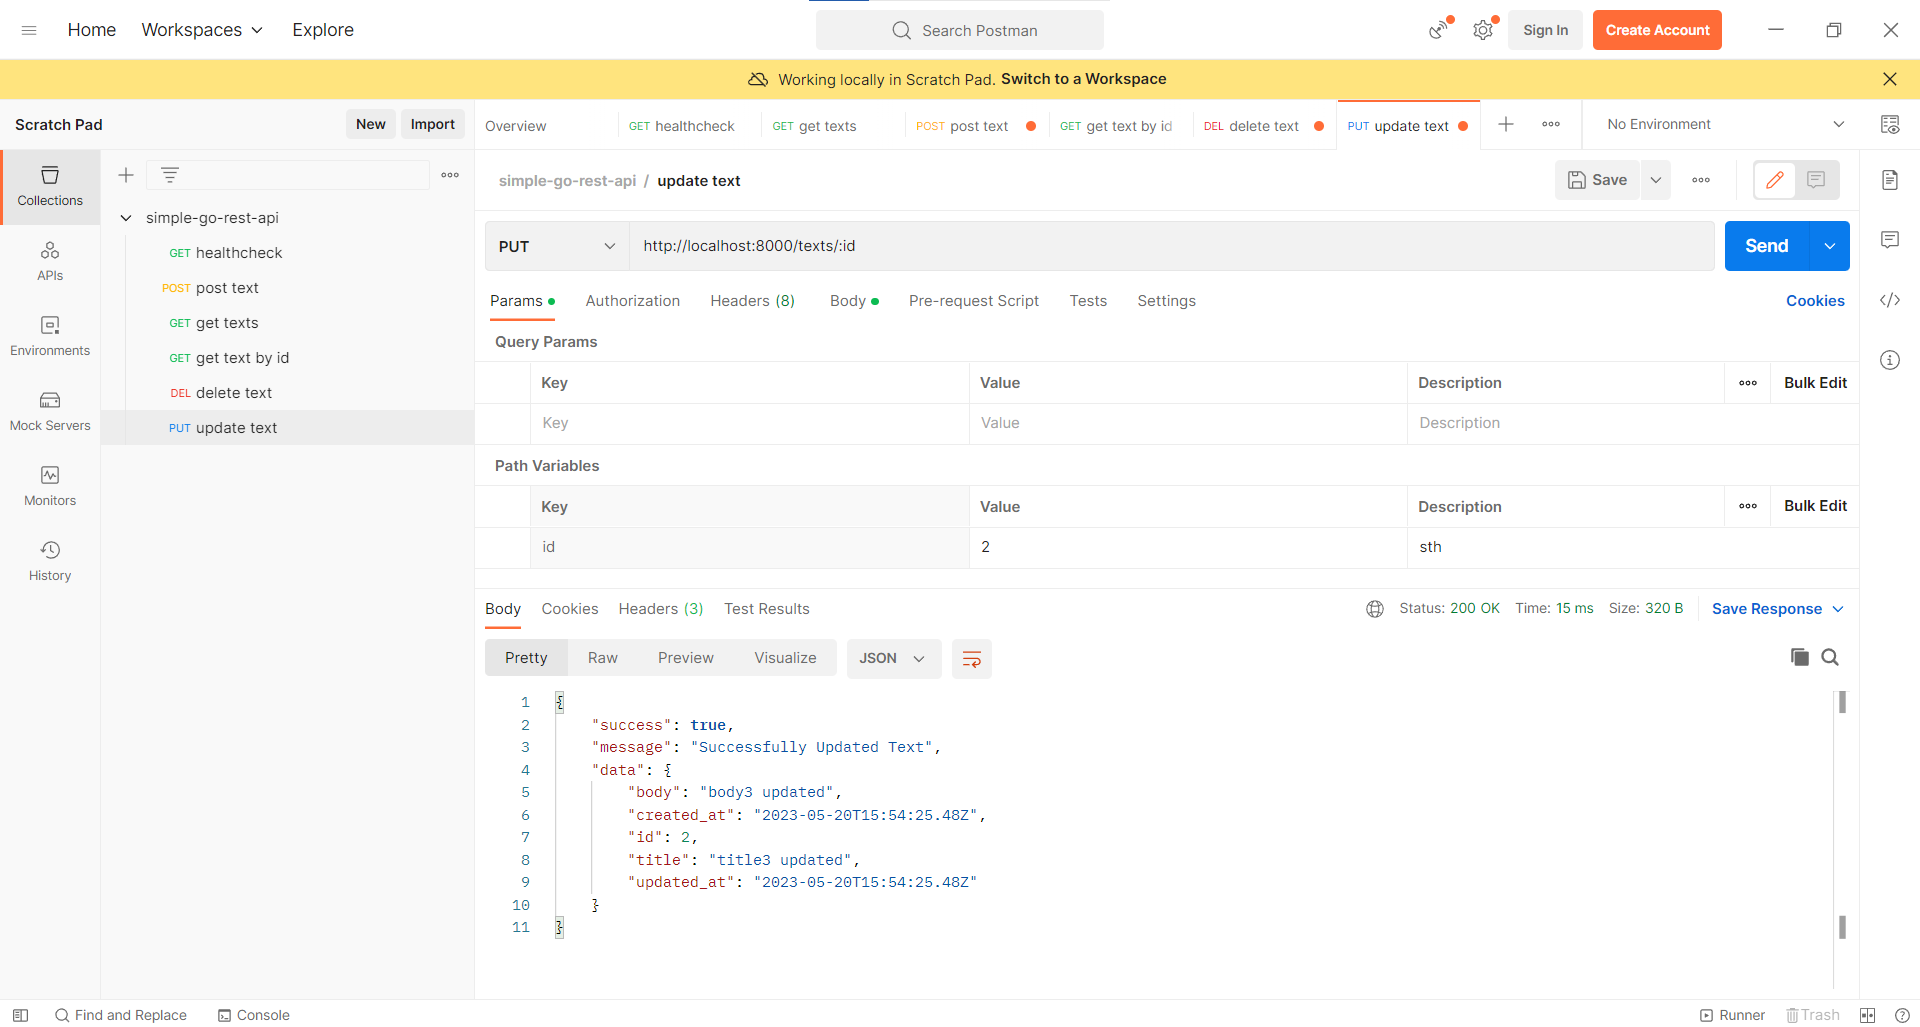 Home Workspaces Explore Search Postman Sign In Create Account
Working locally in Scratch Pad. Switch to a Workspace
Scratch Pad New Import
Overview GET healthcheck GET get texts POST post text GET get text by id DEL delete text PUT update text No Environment
Collections
APIs
Environments
Mock Servers
Monitors
History
simple-go-rest-api
GET healthcheck
POST post text
GET get texts
GET get text by id
DEL delete text
PUT update text
simple-go-rest-api / update text Save
PUT http://localhost:8000/texts/:id Send
Params Authorization Headers (8) Body Pre-request Script Tests Settings Cookies
Query Params
Key Value Description Bulk Edit
Key Value Description
Path Variables
Key Value Description Bulk Edit
id 2 sth
Body Cookies Headers (3) Test Results Status: 200 OK Time: 15 ms Size: 320 B Save Response
Pretty Raw Preview Visualize JSON
1 {
2 "success": true,
3 "message": "Successfully Updated Text",
4 "data": {
5 "body": "body3 updated",
6 "created_at": "2023-05-20T15:54:25.48Z",
7 "id": 2,
8 "title": "title3 updated",
9 "updated_at": "2023-05-20T15:54:25.48Z"
10 }
11 }
Find and Replace Console Runner Trash